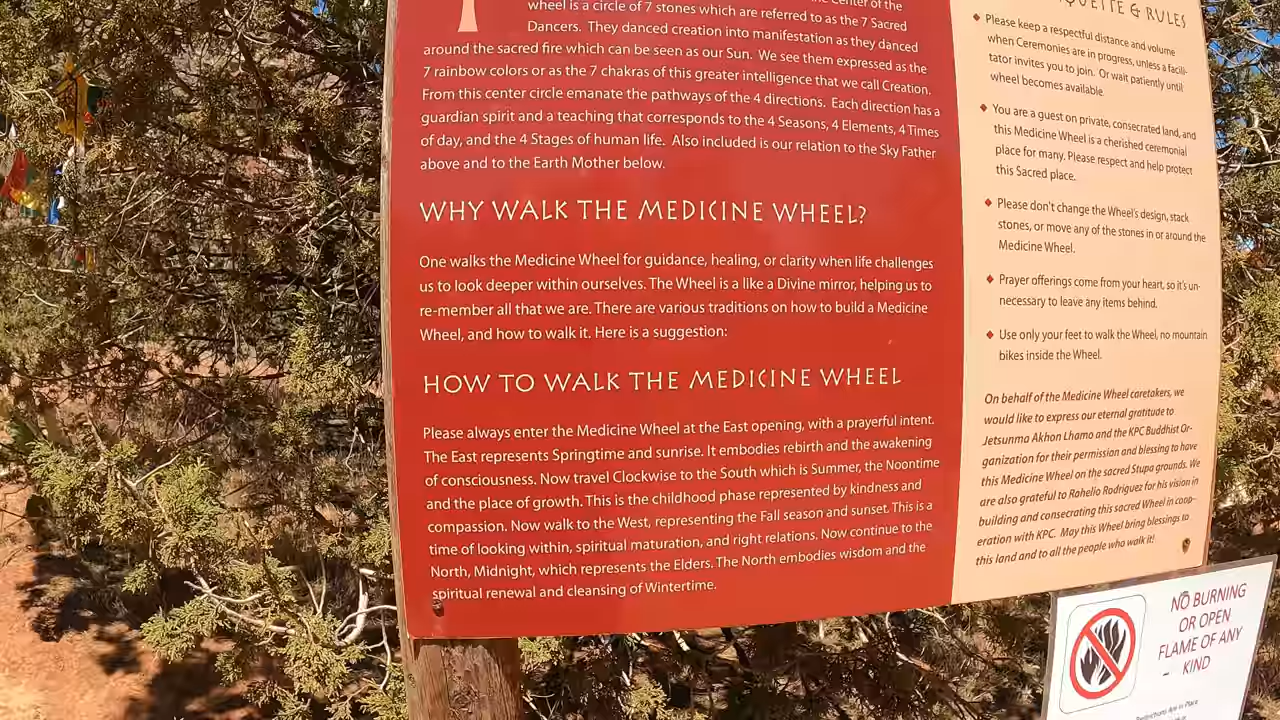 Center of the
wheel is a circle of 7 stones which are referred to as the 7 Sacred
Dancers. They danced creation into manifestation as they danced
around the sacred fire which can be seen as our Sun. We see them expressed as the
7 rainbow colors or as the 7 chakras of this greater intelligence that we call Creation.
From this center circle emanate the pathways of the 4 directions. Each direction has a
guardian spirit and a teaching that corresponds to the 4 Seasons, 4 Elements, 4 Times
of day, and the 4 Stages of human life. Also included is our relation to the Sky Father
above and to the Earth Mother below.
WHY WALK THE MEDICINE WHEEL?
One walks the Medicine Wheel for guidance, healing, or clarity when life challenges
us to look deeper within ourselves. The Wheel is a like a Divine mirror, helping us to
re-member all that we are. There are various traditions on how to build a Medicine
Wheel, and how to walk it. Here is a suggestion:
HOW TO WALK THE MEDICINE WHEEL
Please always enter the Medicine Wheel at the East opening, with a prayerful intent.
The East represents Springtime and sunrise. It embodies rebirth and the awakening
of consciousness. Now travel Clockwise to the South which is Summer, the Noontime
and the place of growth. This is the childhood phase represented by kindness and
compassion. Now walk to the West, representing the Fall season and sunset. This is a
time of looking within, spiritual maturation, and right relations. Now continue to the
North, Midnight, which represents the Elders. The North embodies wisdom and the
spiritual renewal and cleansing of Wintertime.
& RULES
Please keep a respectful distance and volume
when Ceremonies are in progress, unless a facili-
tator invites you to join. Or wait patiently until
wheel becomes available.
You are a guest on private, consecrated land, and
this Medicine Wheel is a cherished ceremonial
place for many. Please respect and help protect
this Sacred place.
Please don't change the Wheel's design, stack
stones, or move any of the stones in or around the
Medicine Wheel.
Prayer offerings come from your heart, so it's un-
necessary to leave any items behind.
Use only your feet to walk the Wheel, no mountain
bikes inside the Wheel.
On behalf of the Medicine Wheel caretakers, we
would like to express our eternal gratitude to
Jetsunma Akhon Lhamo and the KPC Buddhist Or-
ganization for their permission and blessing to have
this Medicine Wheel on the sacred Stupa grounds. We
are also grateful to Rahelio Rodriguez for his vision in
building and consecrating this sacred Wheel in coop-
eration with KPC. May this Wheel bring blessings to
this land and to all the people who walk it!
NO BURNING
OR OPEN
FLAME OF ANY
KIND
Restrictions Are in Place